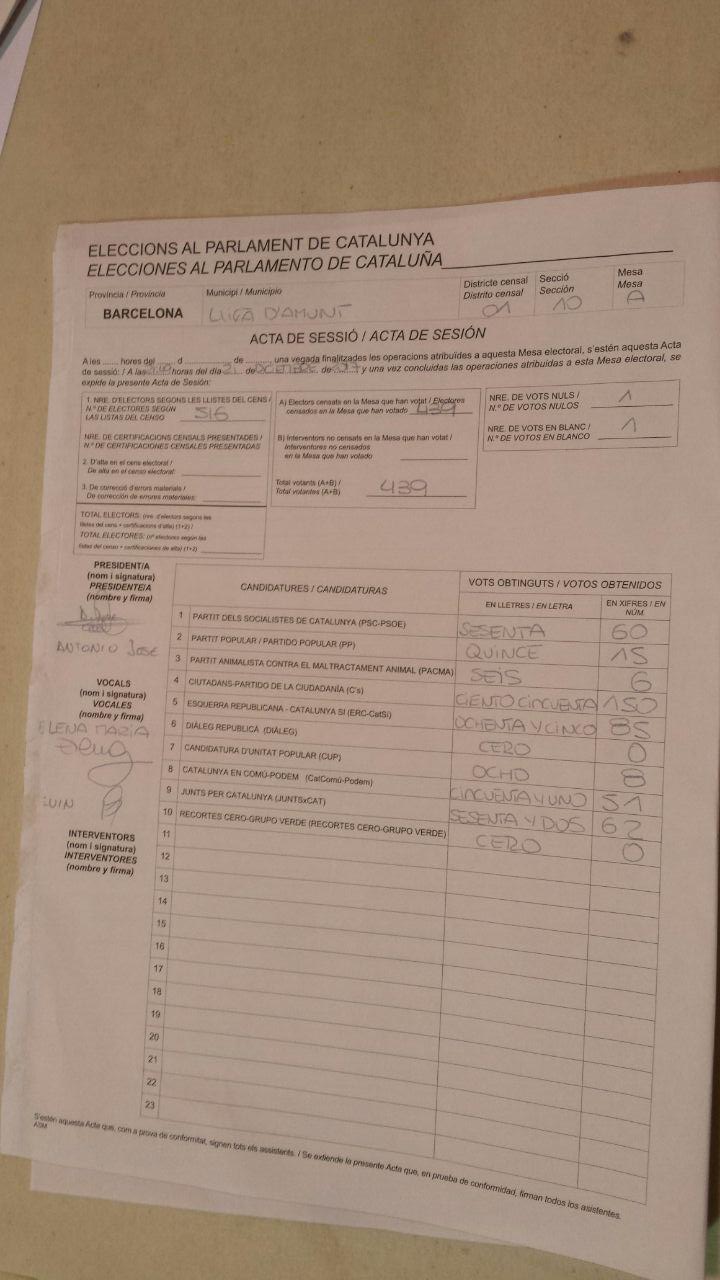 ELECCIONS AL PARLAMENT DE CATALUNYA
ELECCIONES AL PARLAMENTO DE CATALUÑA
Província / Provincia
Municipi / Municipio
Districte censal
Distrito censal
Secció
Sección
Mesa
Mesa
BARCELONA
LLIÇÀ D'AMUNT
01
10
A
ACTA DE SESSIÓ / ACTA DE SESIÓN
A les ...... hores del ...... d ............... de ........., una vegada finalitzades les operacions atribuïdes a aquesta Mesa electoral, s'estén aquesta Acta
de sessió: / A las horas del día 21 de DICIEMBRE de 2017 y una vez concluidas las operaciones atribuidas a esta Mesa electoral, se
expide la presente Acta de Sesión:
1. NRE. D'ELECTORS SEGONS LES LLISTES DEL CENS /
N.º DE ELECTORES SEGÚN
LAS LISTAS DEL CENSO 516
NRE. DE CERTIFICACIONS CENSALS PRESENTADES /
N.º DE CERTIFICACIONES CENSALES PRESENTADAS
2. D'alta en el cens electoral /
De alta en el censo electoral:
3. De correcció d'errors materials /
De corrección de errores materiales:
TOTAL ELECTORS: (nre. d'electors segons les
llistes del cens + certificacions d'alta) (1+2) /
TOTAL ELECTORES: (nº electores según las
listas del censo + certificaciones de alta) (1+2)
A) Electors censats en la Mesa que han votat / Electores
censados en la Mesa que han votado 439
B) Interventors no censats en la Mesa que han votat /
Interventores no censados
en la Mesa que han votado
Total votants (A+B) /
Total votantes (A+B) 439
NRE. DE VOTS NULS /
N.º DE VOTOS NULOS 1
NRE. DE VOTS EN BLANC /
N.º DE VOTOS EN BLANCO 1
PRESIDENT/A
(nom i signatura)
PRESIDENTE/A
(nombre y firma)
ANTONIO JOSE
VOCALS
(nom i signatura)
VOCALES
(nombre y firma)
ELENA MARÍA
INTERVENTORS
(nom i signatura)
INTERVENTORES
(nombre y firma)
CANDIDATURES / CANDIDATURAS
VOTS OBTINGUTS / VOTOS OBTENIDOS
EN LLETRES / EN LETRA
EN XIFRES / EN NÚM.
1 PARTIT DELS SOCIALISTES DE CATALUNYA (PSC-PSOE) SESENTA 60
2 PARTIT POPULAR / PARTIDO POPULAR (PP) QUINCE 15
3 PARTIT ANIMALISTA CONTRA EL MALTRACTAMENT ANIMAL (PACMA) SEIS 6
4 CIUTADANS-PARTIDO DE LA CIUDADANÍA (C's) CIENTO CINCUENTA 150
5 ESQUERRA REPUBLICANA - CATALUNYA SÍ (ERC-CatSí) OCHENTA Y CINCO 85
6 DIÀLEG REPUBLICÀ (DIÀLEG) CERO 0
7 CANDIDATURA D'UNITAT POPULAR (CUP) OCHO 8
8 CATALUNYA EN COMÚ-PODEM (CatComú-Podem) CINCUENTA Y UNO 51
9 JUNTS PER CATALUNYA (JUNTSxCAT) SESENTA Y DOS 62
10 RECORTES CERO-GRUPO VERDE (RECORTES CERO-GRUPO VERDE) CERO 0
11
12
13
14
15
16
17
18
19
20
21
22
23
S'estén aquesta Acta que, com a prova de conformitat, signen tots els assistents. / Se extiende la presente Acta que, en prueba de conformidad, firman todos los asistentes.
ASM